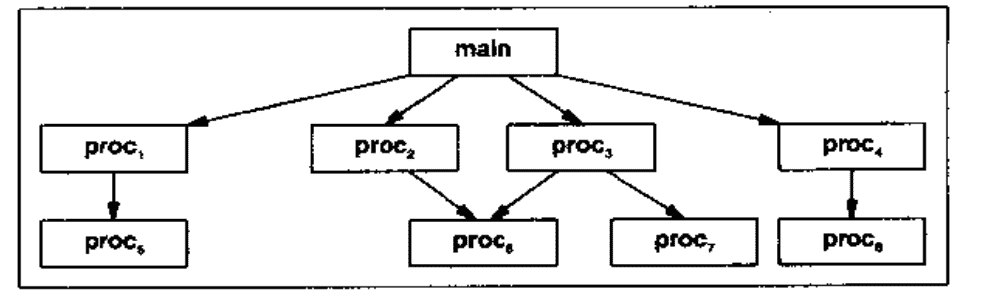 main
proc₁ proc₂ proc₃ proc₄
proc₅ proc₆ proc₇ proc₈